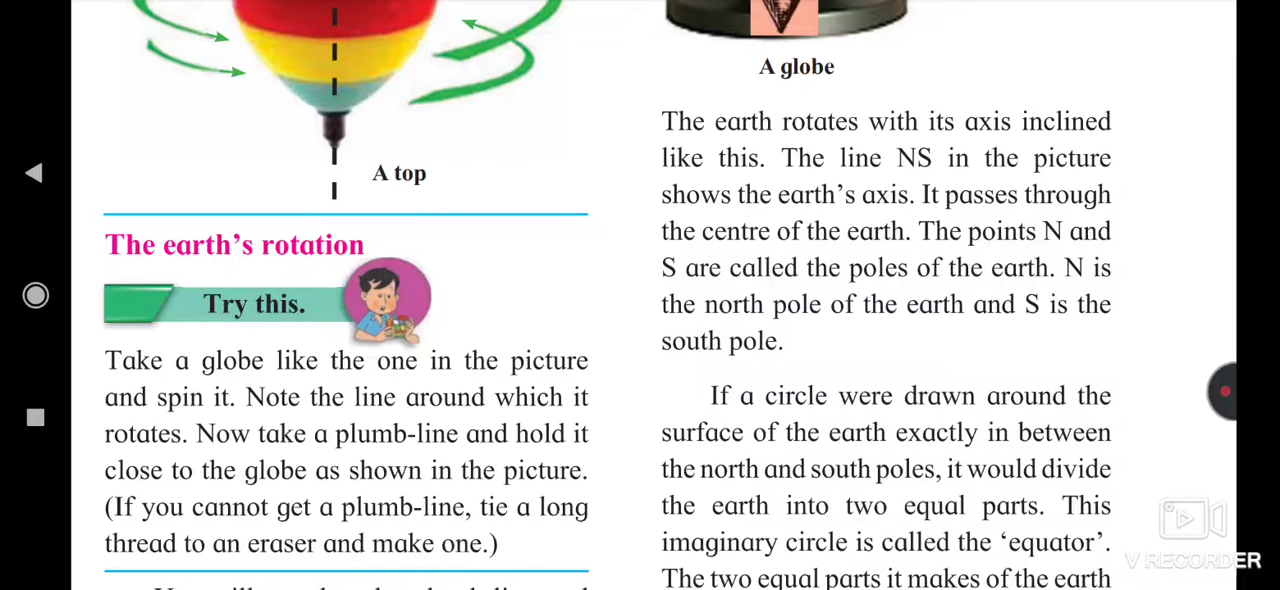 A top
The earth's rotation
Try this.
Take a globe like the one in the picture
and spin it. Note the line around which it
rotates. Now take a plumb-line and hold it
close to the globe as shown in the picture.
(If you cannot get a plumb-line, tie a long
thread to an eraser and make one.)
A globe
The earth rotates with its axis inclined
like this. The line NS in the picture
shows the earth's axis. It passes through
the centre of the earth. The points N and
S are called the poles of the earth. N is
the north pole of the earth and S is the
south pole.
If a circle were drawn around the
surface of the earth exactly in between
the north and south poles, it would divide
the earth into two equal parts. This
imaginary circle is called the 'equator'.
The two equal parts it makes of the earth
V RECORDER